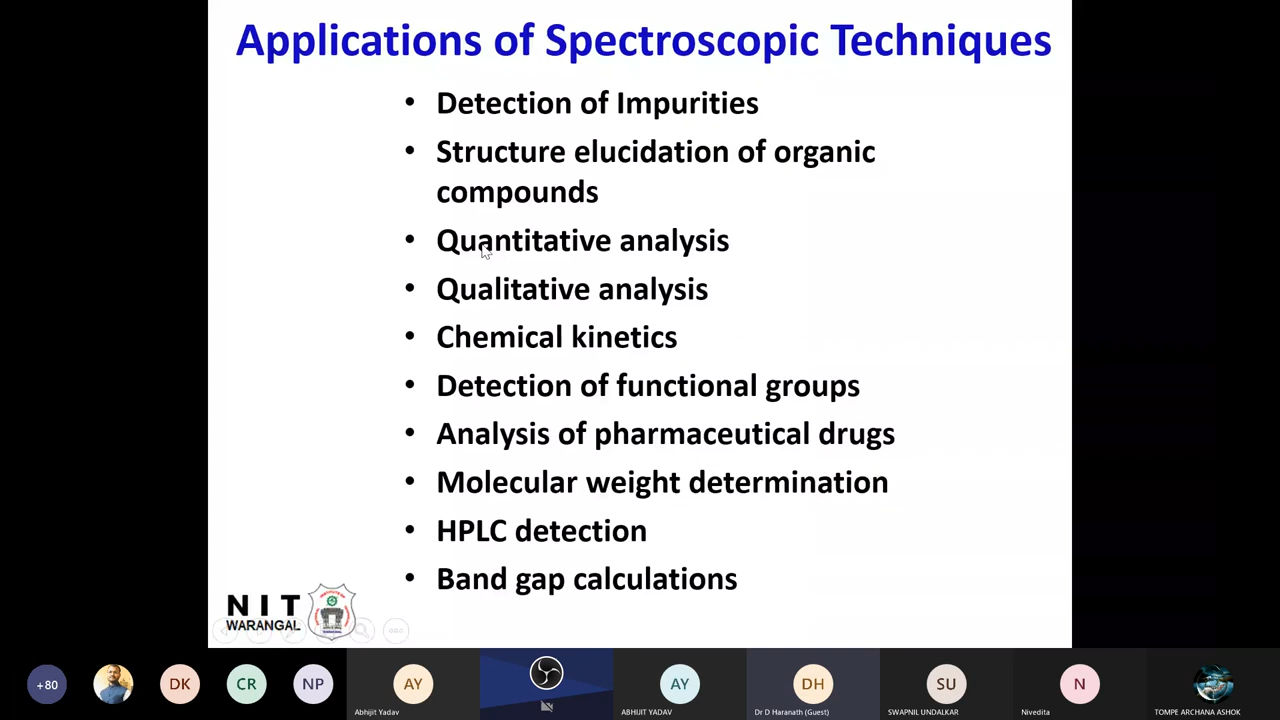 Applications of Spectroscopic Techniques
• Detection of Impurities
• Structure elucidation of organic
compounds
• Quantitative analysis
• Qualitative analysis
• Chemical kinetics
• Detection of functional groups
• Analysis of pharmaceutical drugs
• Molecular weight determination
• HPLC detection
• Band gap calculations
NIT
WARANGAL
+80
DK
CR
NP
AY
Abhijit Yadav
AY
ABHIJIT YADAV
DH
Dr D Haranath (Guest)
SU
SWAPNIL UNDALKAR
N
Nivedita
TOMPE ARCHANA ASHOK